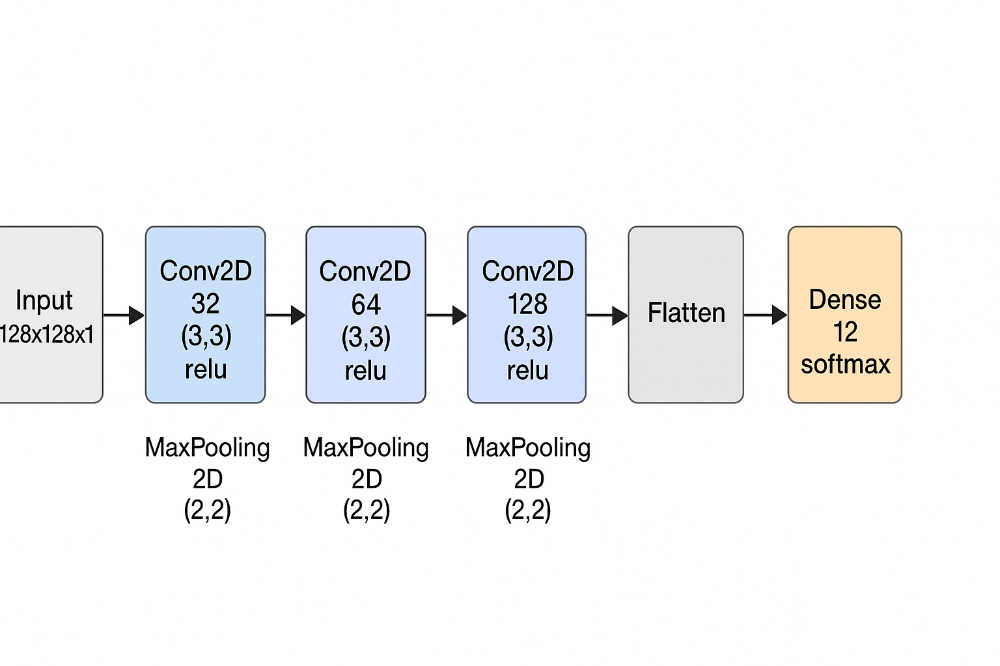 Input
128x128x1
Conv2D
32
(3,3)
relu
Conv2D
64
(3,3)
relu
Conv2D
128
(3,3)
relu
Flatten
Dense
12
softmax
MaxPooling
2D
(2,2)
MaxPooling
2D
(2,2)
MaxPooling
2D
(2,2)